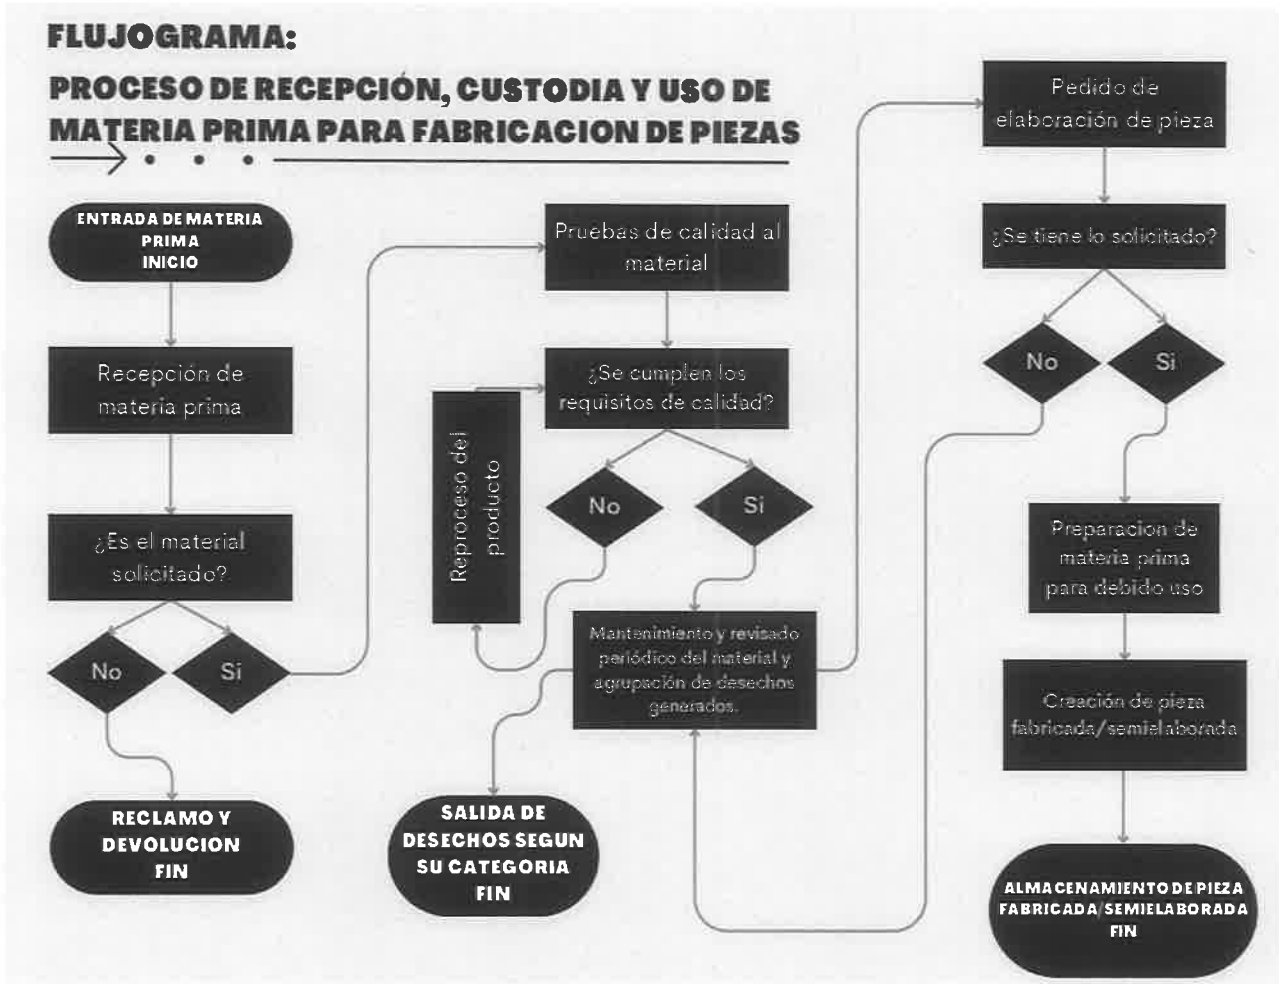 FLUJOGRAMA:
PROCESO DE RECEPCIÓN, CUSTODIA Y USO DE
MATERIA PRIMA PARA FABRICACION DE PIEZAS
ENTRADA DE MATERIA
PRIMA
INICIO
Recepción de
materia prima
¿Es el material
solicitado?
No
Si
RECLAMO Y
DEVOLUCION
FIN
Pruebas de calidad al
material
¿Se cumplen los
requisitos de calidad?
Reproceso del
producto
No
Si
Mantenimiento y revisado
periódico del material y
agrupación de desechos
generados.
SALIDA DE
DESECHOS SEGUN
SU CATEGORIA
FIN
Pedido de
elaboración de pieza
¿Se tiene lo solicitado?
No
Si
Preparacion de
materia prima
para debido uso
Creación de pieza
fabricada/semielaborada
ALMACENAMIENTO DE PIEZA
FABRICADA/SEMIELABORADA
FIN